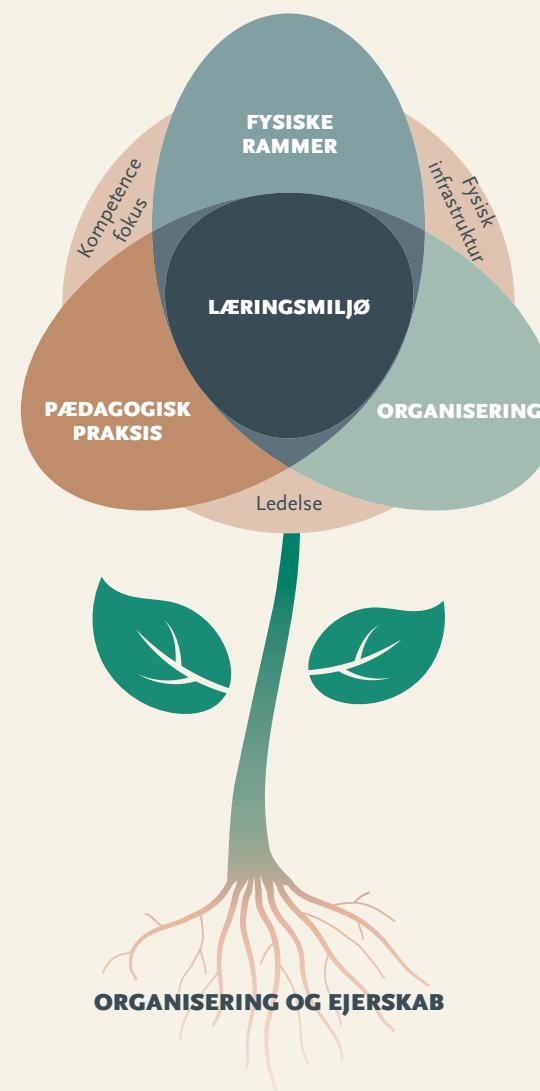 FYSISKE
RAMMER
Kompetence
fokus
Fysisk
infrastruktur
LÆRINGSMILJØ
PÆDAGOGISK
PRAKSIS
ORGANISERING
Ledelse
ORGANISERING OG EJERSKAB